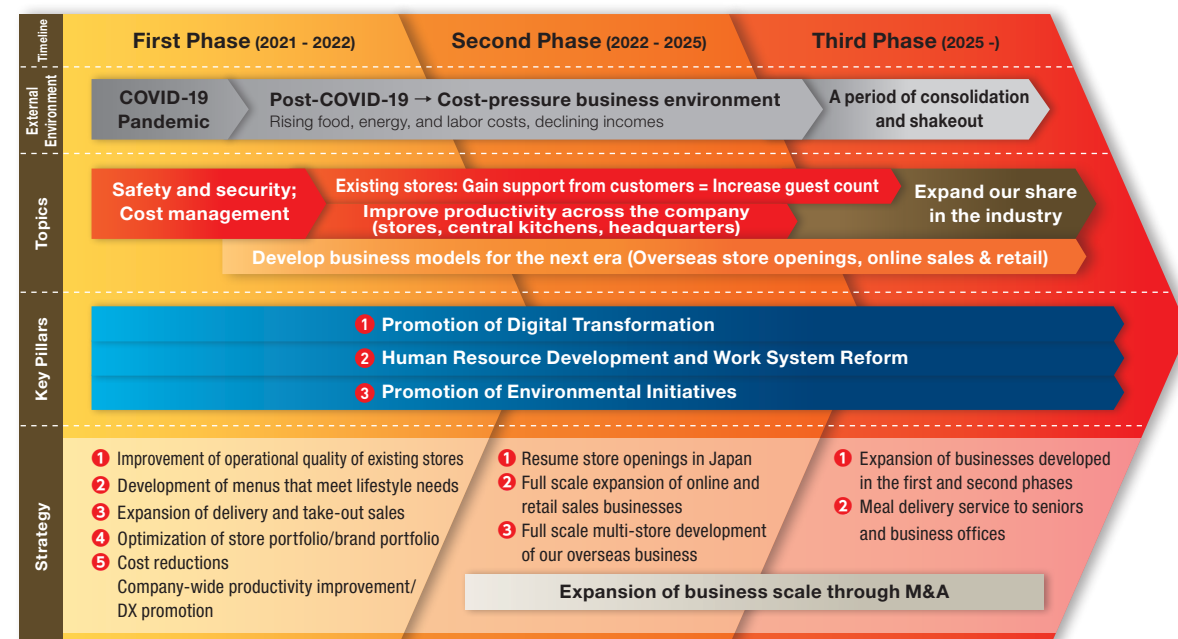 Timeline
First Phase (2021 - 2022)
Second Phase (2022 - 2025)
Third Phase (2025 -)
External
Environment
COVID-19
Pandemic
Post-COVID-19 → Cost-pressure business environment
Rising food, energy, and labor costs, declining incomes
A period of consolidation
and shakeout
Topics
Safety and security;
Cost management
Existing stores: Gain support from customers = Increase guest count
Improve productivity across the company
(stores, central kitchens, headquarters)
Expand our share
in the industry
Develop business models for the next era (Overseas store openings, online sales & retail)
Key Pillars
1 Promotion of Digital Transformation
2 Human Resource Development and Work System Reform
3 Promotion of Environmental Initiatives
Strategy
1 Improvement of operational quality of existing stores
2 Development of menus that meet lifestyle needs
3 Expansion of delivery and take-out sales
4 Optimization of store portfolio/brand portfolio
5 Cost reductions
Company-wide productivity improvement/
DX promotion
1 Resume store openings in Japan
2 Full scale expansion of online and
retail sales businesses
3 Full scale multi-store development
of our overseas business
1 Expansion of businesses developed
in the first and second phases
2 Meal delivery service to seniors
and business offices
Expansion of business scale through M&A